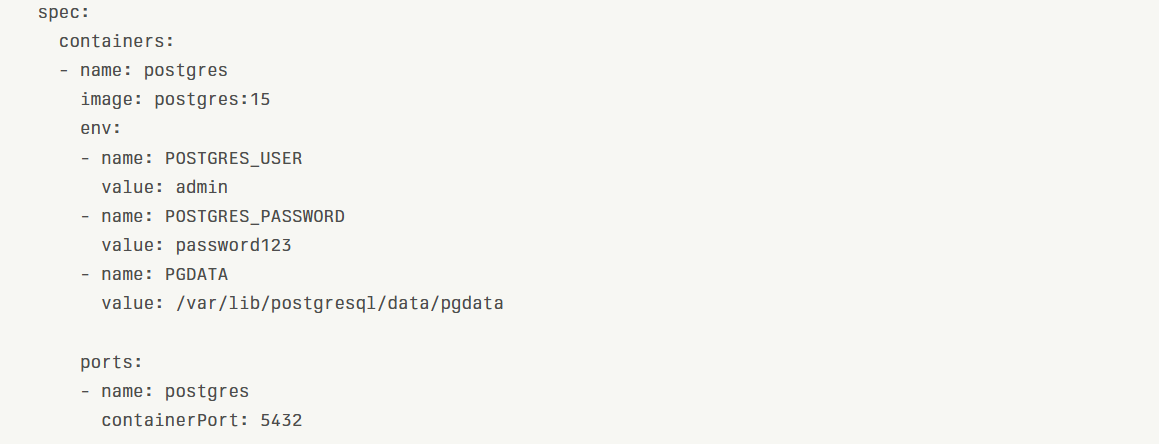 spec:
  containers:
  - name: postgres
    image: postgres:15
    env:
    - name: POSTGRES_USER
      value: admin
    - name: POSTGRES_PASSWORD
      value: password123
    - name: PGDATA
      value: /var/lib/postgresql/data/pgdata

    ports:
    - name: postgres
      containerPort: 5432